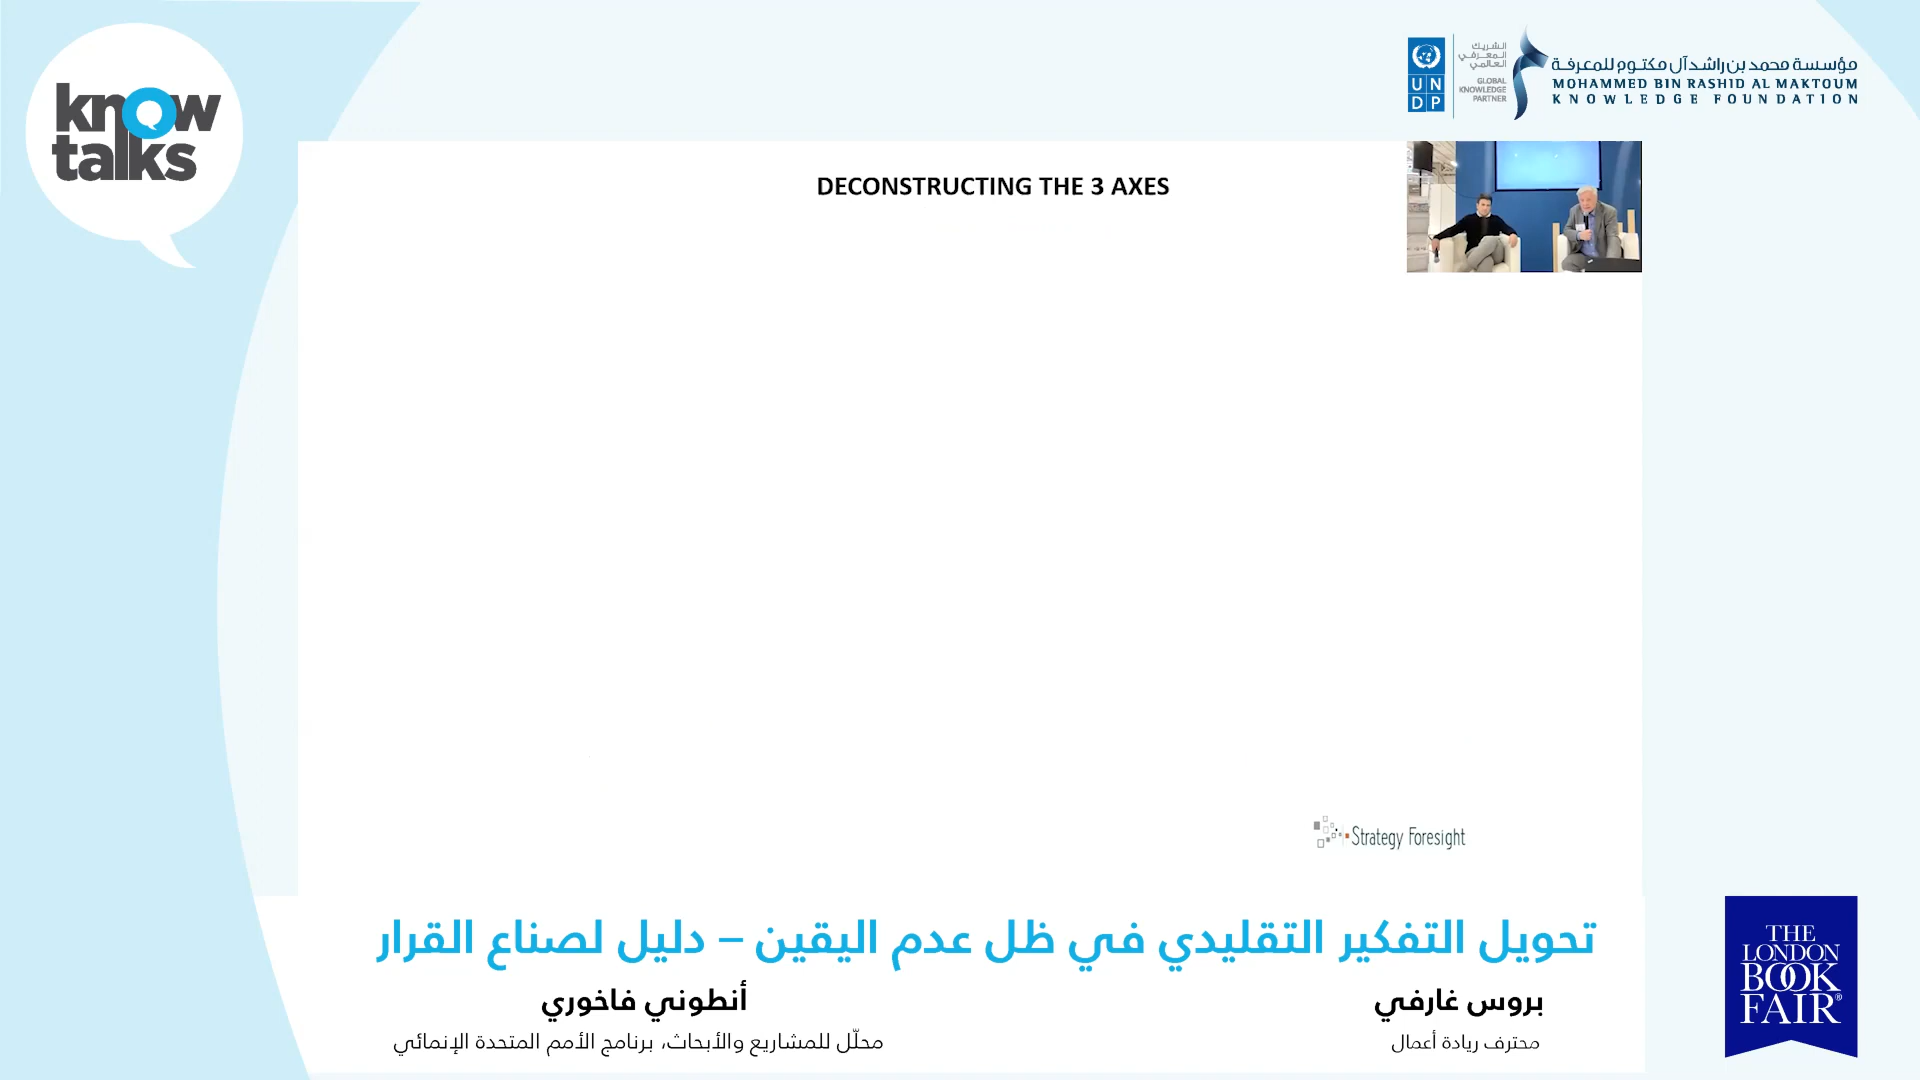 know
talks
UN
DP
الشريك
المعرفي
العالمي
GLOBAL
KNOWLEDGE
PARTNER
مؤسسة محمد بن راشد آل مكتوم للمعرفة
MOHAMMED BIN RASHID AL MAKTOUM
KNOWLEDGE FOUNDATION
DECONSTRUCTING THE 3 AXES
Strategy Foresight
تحويل التفكير التقليدي في ظل عدم اليقين – دليل لصناع القرار
بروس غارفي
محترف ريادة أعمال
أنطوني فاخوري
محلّل للمشاريع والأبحاث، برنامج الأمم المتحدة الإنمائي
THE
LONDON
BOOK
FAIR®